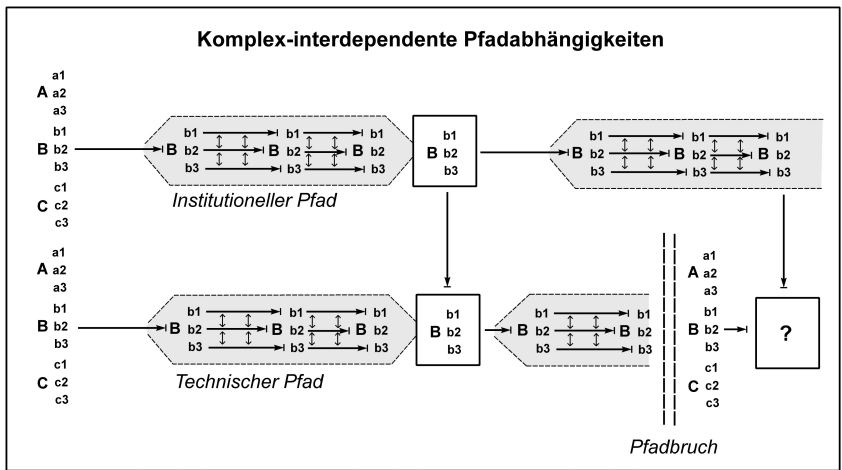 Komplex-interdependente Pfadabhängigkeiten
a1
A a2
a3
b1
B b2
b3
c1
C c2
c3
b1 b1 b1
B b2 B b2 B b2
b3 b3 b3
Institutioneller Pfad
b1
B b2
b3
b1 b1 b1
B b2 B b2 B b2
b3 b3 b3
a1
A a2
a3
b1
B b2
b3
c1
C c2
c3
b1 b1 b1
B b2 B b2 B b2
b3 b3 b3
Technischer Pfad
b1
B b2
b3
b1 b1
B b2 B b2
b3 b3
a1
A a2
a3
b1
B b2
b3
c1
C c2
c3
?
Pfadbruch